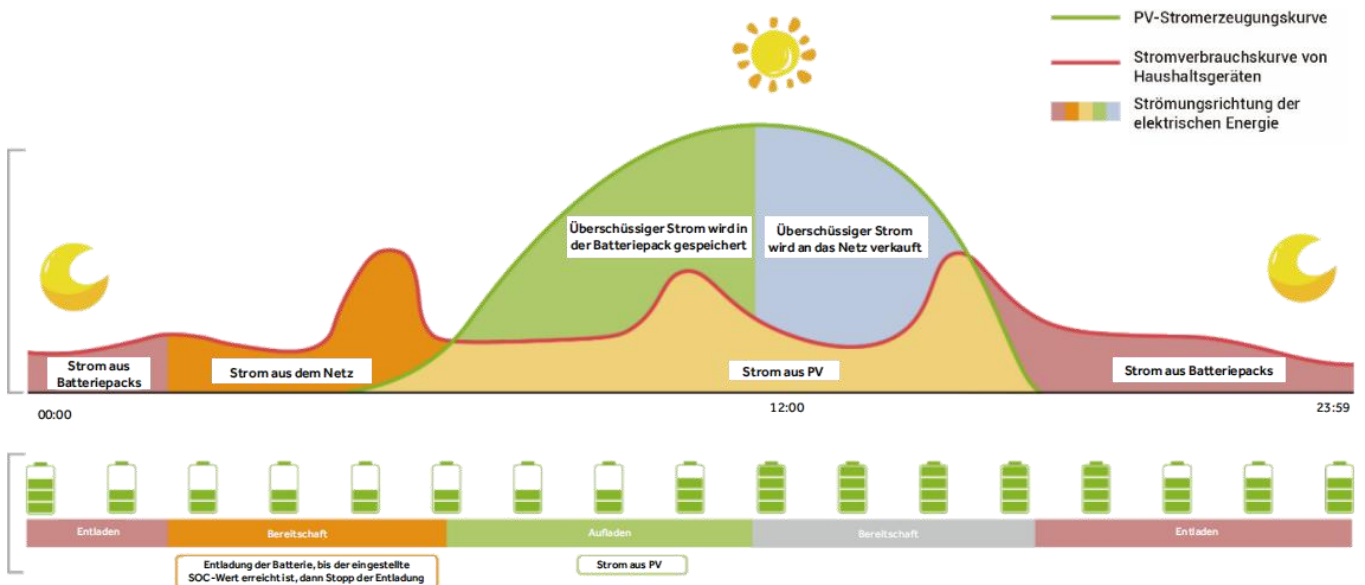 PV-Stromerzeugungskurve
Stromverbrauchskurve von
Haushaltsgeräten
Strömungsrichtung der
elektrischen Energie
Überschüssiger Strom wird in
der Batteriepack gespeichert
Überschüssiger Strom
wird an das Netz verkauft
Strom aus
Batteriepacks
Strom aus dem Netz
Strom aus PV
Strom aus Batteriepacks
00:00
12:00
23:59
Entladen
Bereitschaft
Aufladen
Bereitschaft
Entladen
Entladung der Batterie, bis der eingestellte
SOC-Wert erreicht ist, dann Stopp der Entladung
Strom aus PV